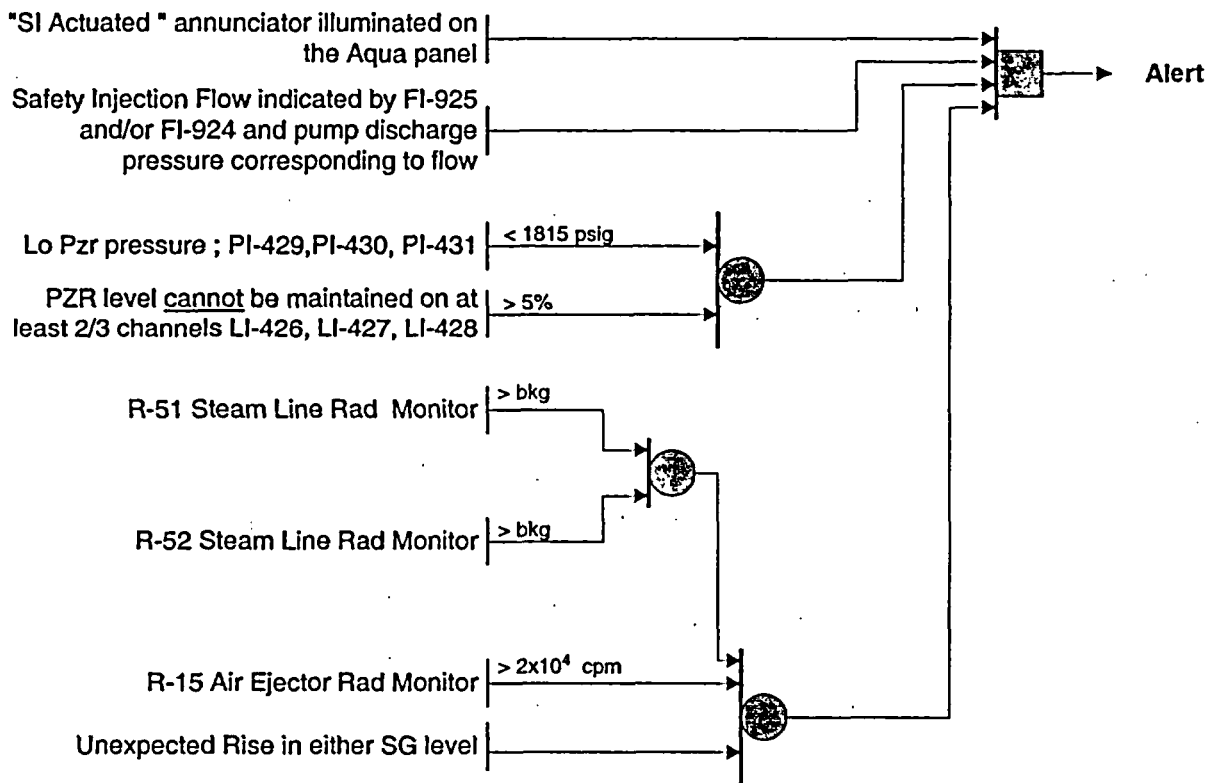 "SI Actuated " annunciator illuminated on
the Aqua panel
Alert
Safety Injection Flow indicated by FI-925
and/or FI-924 and pump discharge
pressure corresponding to flow
Lo Pzr pressure ; PI-429,PI-430, PI-431
< 1815 psig
PZR level cannot be maintained on at
least 2/3 channels LI-426, LI-427, LI-428
> 5%
R-51 Steam Line Rad Monitor
> bkg
R-52 Steam Line Rad Monitor
> bkg
R-15 Air Ejector Rad Monitor
> 2x10⁴ cpm
Unexpected Rise in either SG level